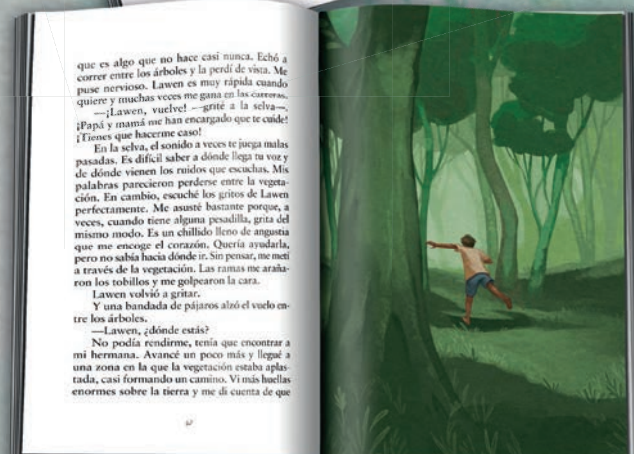 que es algo que no hace casi nunca. Echó a
correr entre los árboles y la perdí de vista. Me
puse nervioso. Lawen es muy rápida cuando
quiere y muchas veces me gana en las carreras.
—¡Lawen, vuelve! —grité a la selva—.
¡Papá y mamá me han encargado que te cuide!
¡Tienes que hacerme caso!
En la selva, el sonido a veces te juega malas
pasadas. Es difícil saber a dónde llega tu voz y
de dónde vienen los ruidos que escuchas. Mis
palabras parecieron perderse entre la vegeta-
ción. En cambio, escuché los gritos de Lawen
perfectamente. Me asusté bastante porque, a
veces, cuando tiene alguna pesadilla, grita del
mismo modo. Es un chillido lleno de angustia
que me encoge el corazón. Quería ayudarla,
pero no sabía hacia dónde ir. Sin pensar, me metí
a través de la vegetación. Las ramas me araña-
ron los tobillos y me golpearon la cara.
Lawen volvió a gritar.
Y una bandada de pájaros alzó el vuelo en-
tre los árboles.
—Lawen, ¿dónde estás?
No podía rendirme, tenía que encontrar a
mi hermana. Avancé un poco más y llegué a
una zona en la que la vegetación estaba aplas-
tada, casi formando un camino. Vi más huellas
enormes sobre la tierra y me di cuenta de que